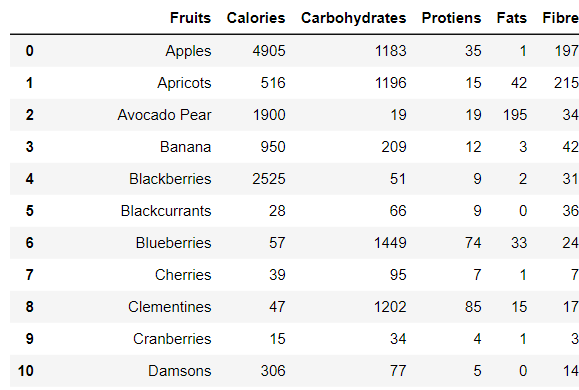 Fruits Calories Carbohydrates Protiens Fats Fibre
0 Apples 4905 1183 35 1 197
1 Apricots 516 1196 15 42 215
2 Avocado Pear 1900 19 19 195 34
3 Banana 950 209 12 3 42
4 Blackberries 2525 51 9 2 31
5 Blackcurrants 28 66 9 0 36
6 Blueberries 57 1449 74 33 24
7 Cherries 39 95 7 1 7
8 Clementines 47 1202 85 15 17
9 Cranberries 15 34 4 1 3
10 Damsons 306 77 5 0 14